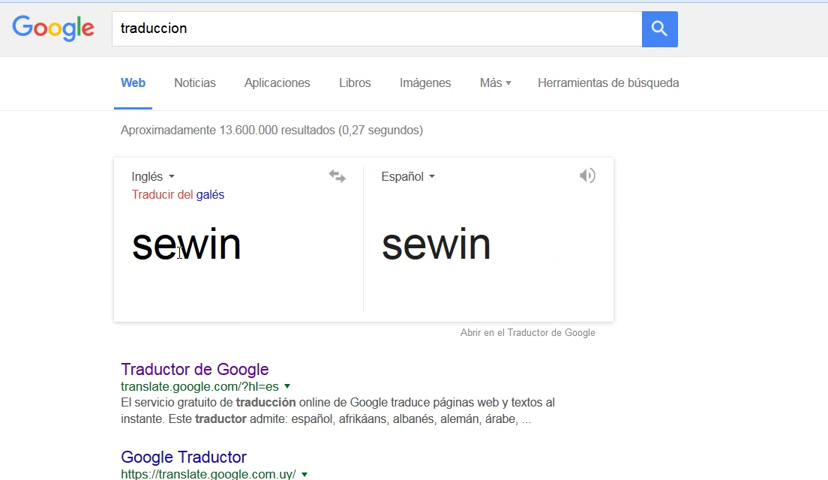 Google traduccion
Web Noticias Aplicaciones Libros Imágenes Más Herramientas de búsqueda
Aproximadamente 13.600.000 resultados (0,27 segundos)
Inglés Español
Traducir del galés
sewin sewin
Abrir en el Traductor de Google
Traductor de Google
translate.google.com/?hl=es
El servicio gratuito de traducción online de Google traduce páginas web y textos al
instante. Este traductor admite: español, afrikáans, albanés, alemán, árabe, ...
Google Traductor
https://translate.google.com.uy/